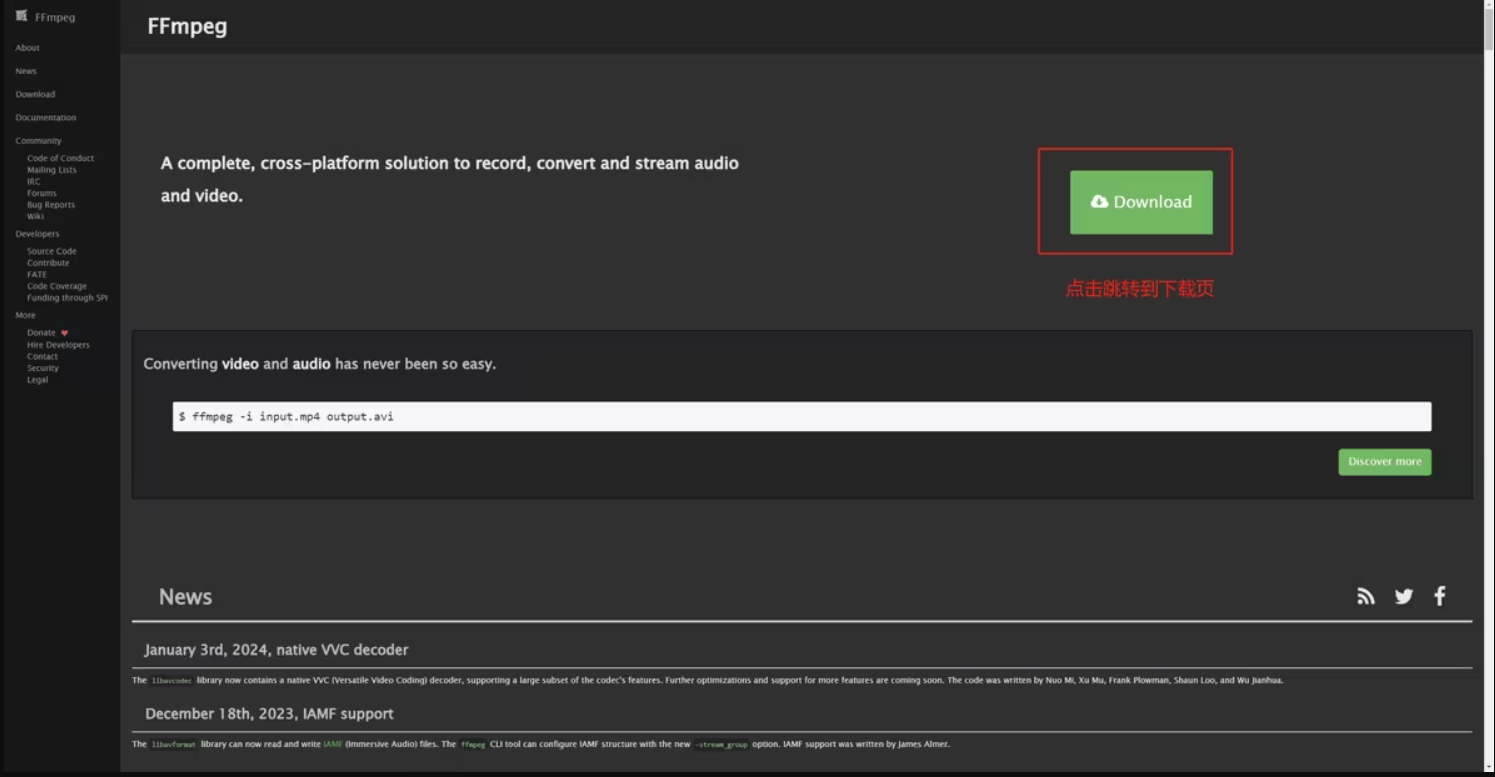 FFmpeg
About
News
Download
Documentation
Community
Code of Conduct
Mailing Lists
IRC
Forums
Bug Reports
Wiki
Developers
Source Code
Contribute
FATE
Code Coverage
Funding through SPI
More
Donate
Hire Developers
Contact
Security
Legal
FFmpeg
A complete, cross-platform solution to record, convert and stream audio
and video.
Download
点击跳转到下载页
Converting video and audio has never been so easy.
$ ffmpeg -i input.mp4 output.avi
Discover more
News
January 3rd, 2024, native VVC decoder
The libavcodec library now contains a native VVC (Versatile Video Coding) decoder, supporting a large subset of the codec's features. Further optimizations and support for more features are coming soon. The code was written by Nuo Mi, Xu Mu, Frank Plowman, Shaun Loo, and Wu Jianhua.
December 18th, 2023, IAMF support
The libavformat library can now read and write IAMF (Immersive Audio) files. The ffmpeg CLI tool can configure IAMF structure with the new -stream_group option. IAMF support was written by James Almer.